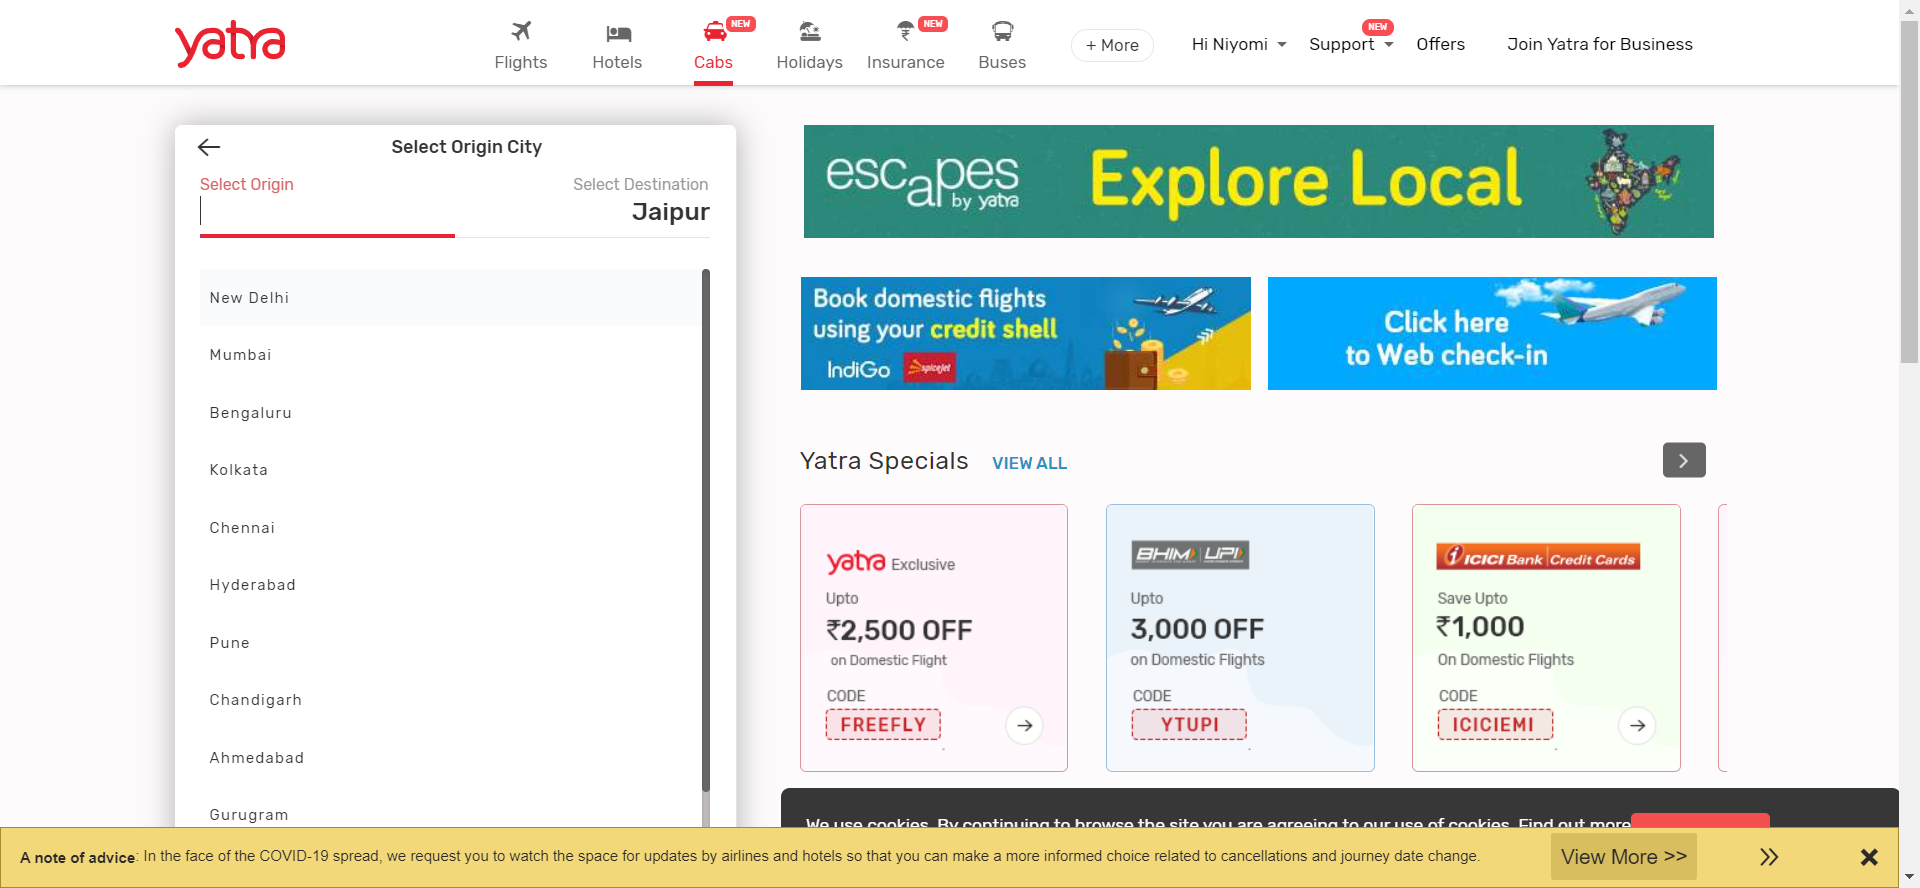 yatra
Flights
Hotels
NEW
Cabs
Holidays
NEW
Insurance
Buses
+ More
Hi Niyomi
NEW
Support
Offers
Join Yatra for Business
Select Origin City
Select Origin
Select Destination
Jaipur
New Delhi
Mumbai
Bengaluru
Kolkata
Chennai
Hyderabad
Pune
Chandigarh
Ahmedabad
Gurugram
escapes
by yatra
Explore Local
Book domestic flights
using your credit shell
IndiGo
spicejet
Click here
to Web check-in
Yatra Specials
VIEW ALL
yatra Exclusive
Upto
₹2,500 OFF
on Domestic Flight
CODE
FREEFLY
BHIM UPI
Upto
3,000 OFF
on Domestic Flights
CODE
YTUPI
ICICI Bank Credit Cards
Save Upto
₹1,000
On Domestic Flights
CODE
ICICIEMI
We use cookies. By continuing to browse the site you are agreeing to our use of cookies. Find out more
A note of advice: In the face of the COVID-19 spread, we request you to watch the space for updates by airlines and hotels so that you can make a more informed choice related to cancellations and journey date change.
View More >>